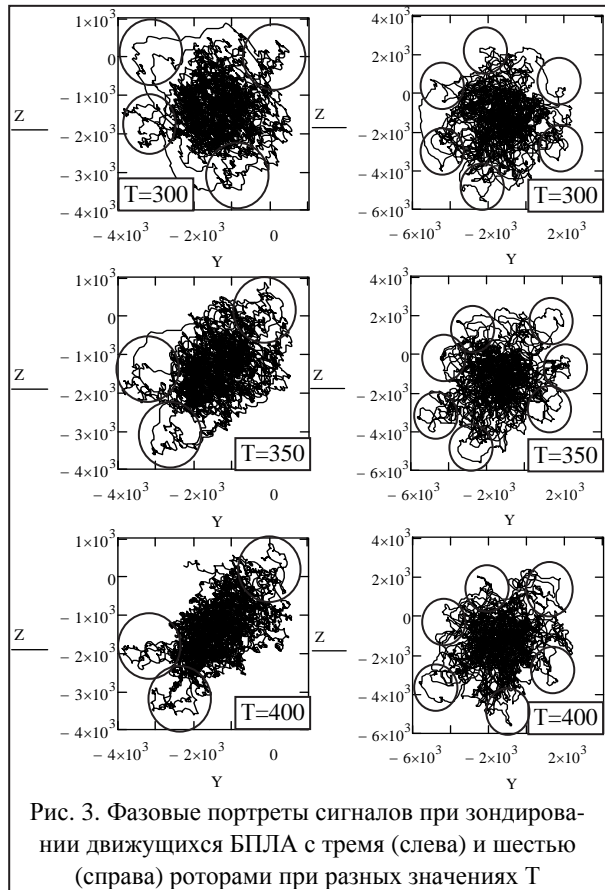 1×10³ 4×10³
0 2×10³
Z − 1×10³ Z 0
− 2×10³ − 2×10³
− 3×10³ T=300 − 4×10³ T=300
− 4×10³ − 6×10³
− 4×10³ − 2×10³ 0 − 6×10³ − 2×10³ 2×10³
Y Y
1×10³ 4×10³
0 2×10³
Z − 1×10³ Z 0
− 2×10³ − 2×10³
− 3×10³ T=350 − 4×10³ T=350
− 4×10³ − 6×10³
− 4×10³ − 2×10³ 0 − 6×10³ − 2×10³ 2×10³
Y Y
1×10³ 4×10³
0 2×10³
Z − 1×10³ Z 0
− 2×10³ − 2×10³
− 3×10³ T=400 − 4×10³ T=400
− 4×10³ − 6×10³
− 4×10³ − 2×10³ 0 − 6×10³ − 2×10³ 2×10³
Y Y
Рис. 3. Фазовые портреты сигналов при зондирова-
нии движущихся БПЛА с тремя (слева) и шестью
(справа) роторами при разных значениях Т